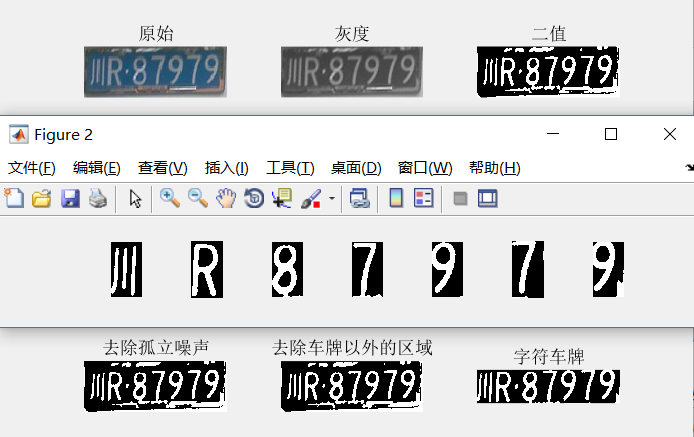 原始 灰度 二值
川R·87979 川R·87979 川R·87979
Figure 2
文件(F) 编辑(E) 查看(V) 插入(I) 工具(T) 桌面(D) 窗口(W) 帮助(H)
川 R 8 7 9 7 9
去除孤立噪声 去除车牌以外的区域 字符车牌
川R·87979 川R·87979 川R·87979